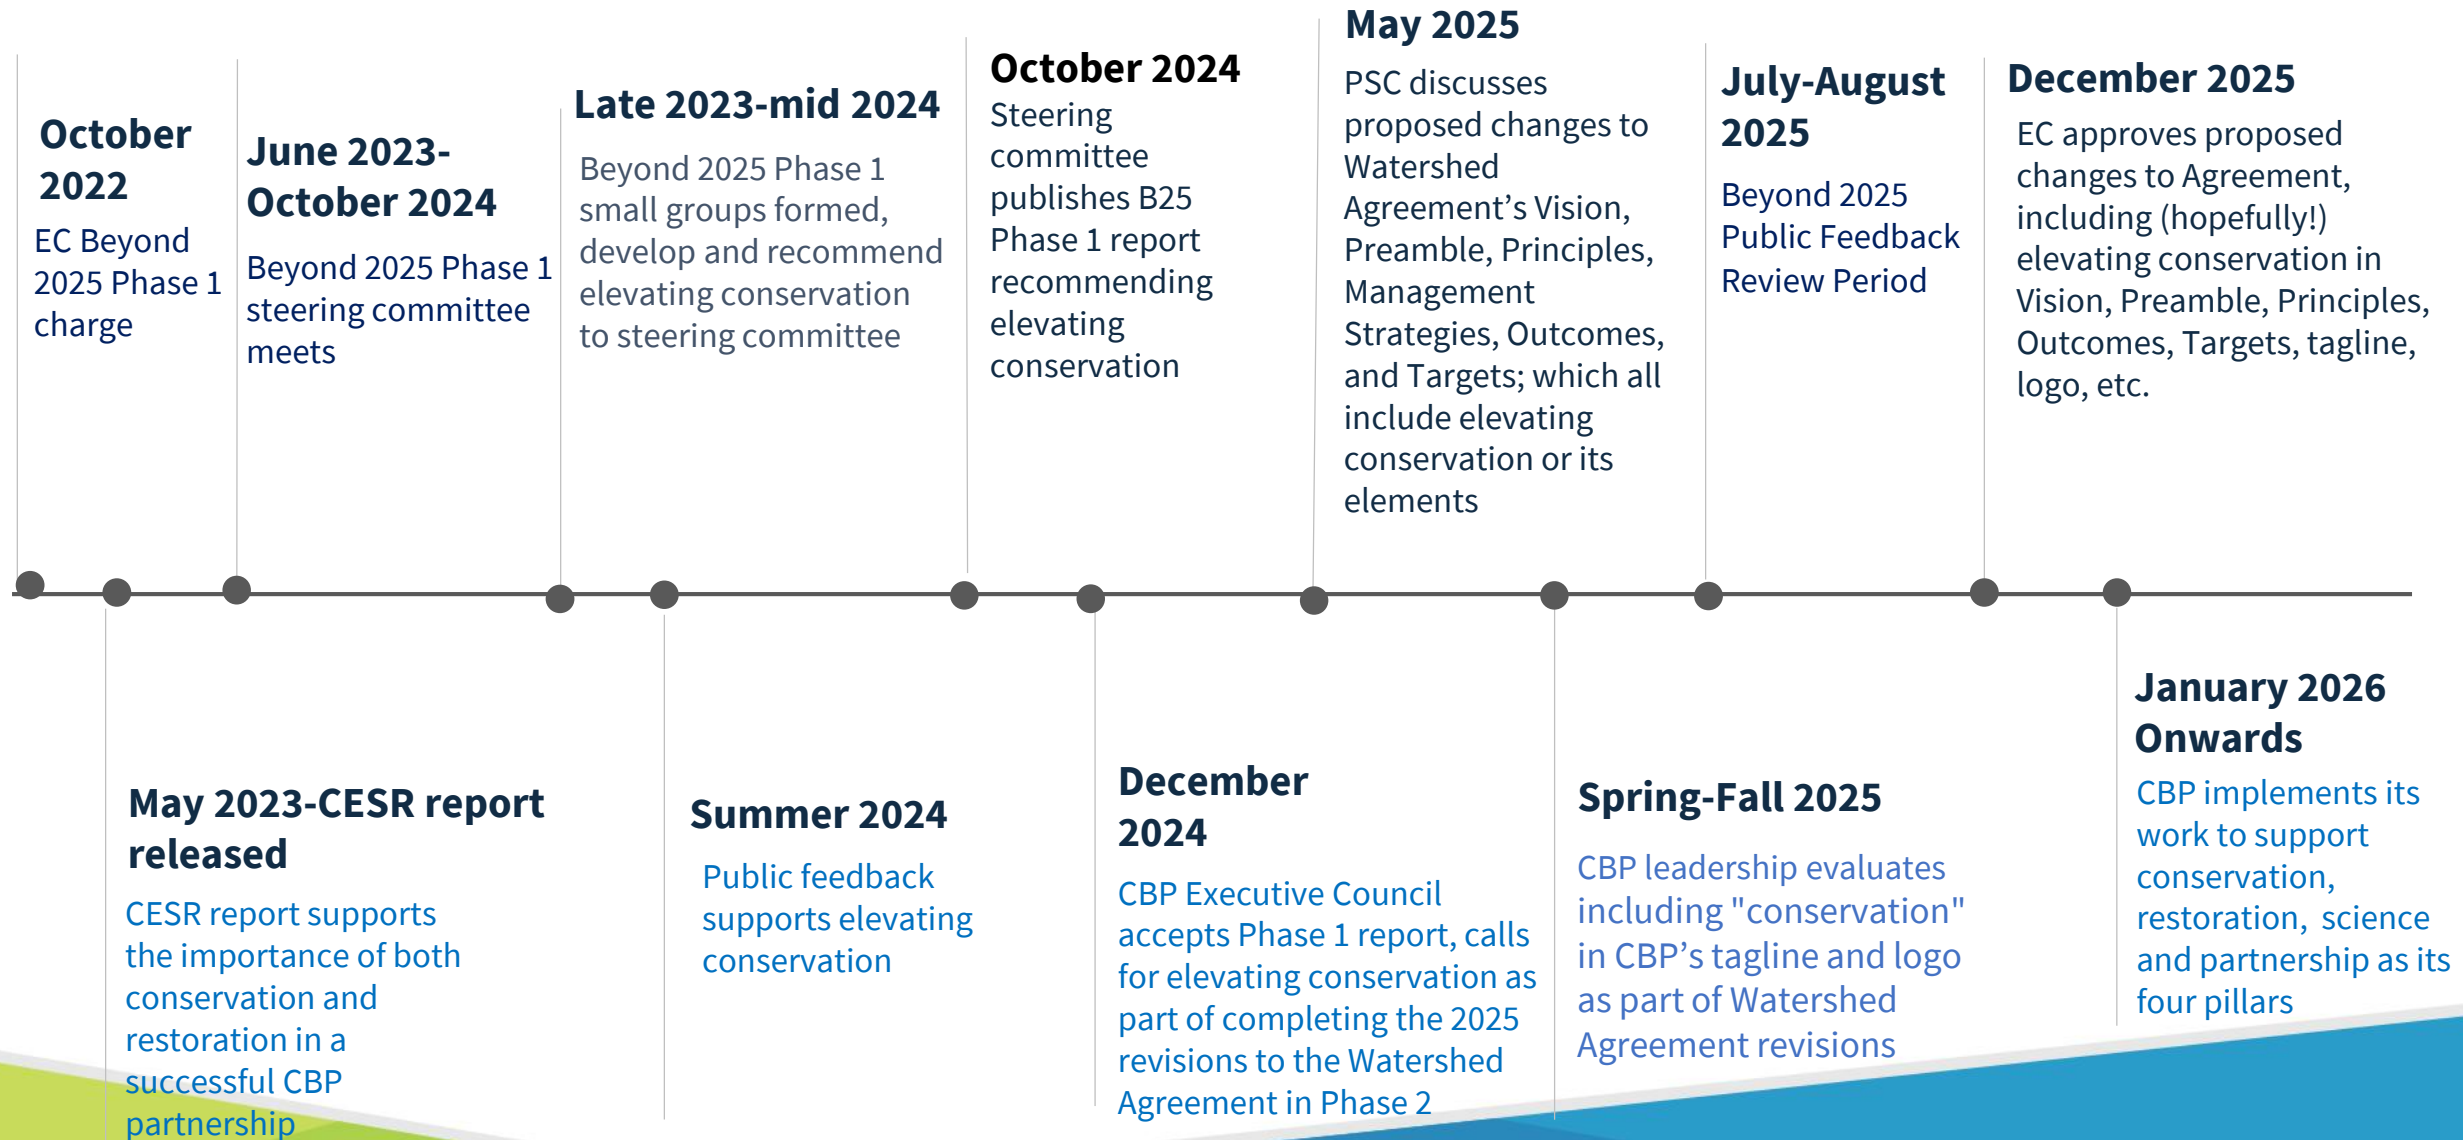 October
2022
EC Beyond
2025 Phase 1
charge
June 2023-
October 2024
Beyond 2025 Phase 1
steering committee
meets
Late 2023-mid 2024
Beyond 2025 Phase 1
small groups formed,
develop and recommend
elevating conservation
to steering committee
October 2024
Steering
committee
publishes B25
Phase 1 report
recommending
elevating
conservation
May 2025
PSC discusses
proposed changes to
Watershed
Agreement’s Vision,
Preamble, Principles,
Management
Strategies, Outcomes,
and Targets; which all
include elevating
conservation or its
elements
July-August
2025
Beyond 2025
Public Feedback
Review Period
December 2025
EC approves proposed
changes to Agreement,
including (hopefully!)
elevating conservation in
Vision, Preamble, Principles,
Outcomes, Targets, tagline,
logo, etc.
May 2023-CESR report
released
CESR report supports
the importance of both
conservation and
restoration in a
successful CBP
partnership
Summer 2024
Public feedback
supports elevating
conservation
December
2024
CBP Executive Council
accepts Phase 1 report, calls
for elevating conservation as
part of completing the 2025
revisions to the Watershed
Agreement in Phase 2
Spring-Fall 2025
CBP leadership evaluates
including "conservation"
in CBP’s tagline and logo
as part of Watershed
Agreement revisions
January 2026
Onwards
CBP implements its
work to support
conservation,
restoration, science
and partnership as its
four pillars